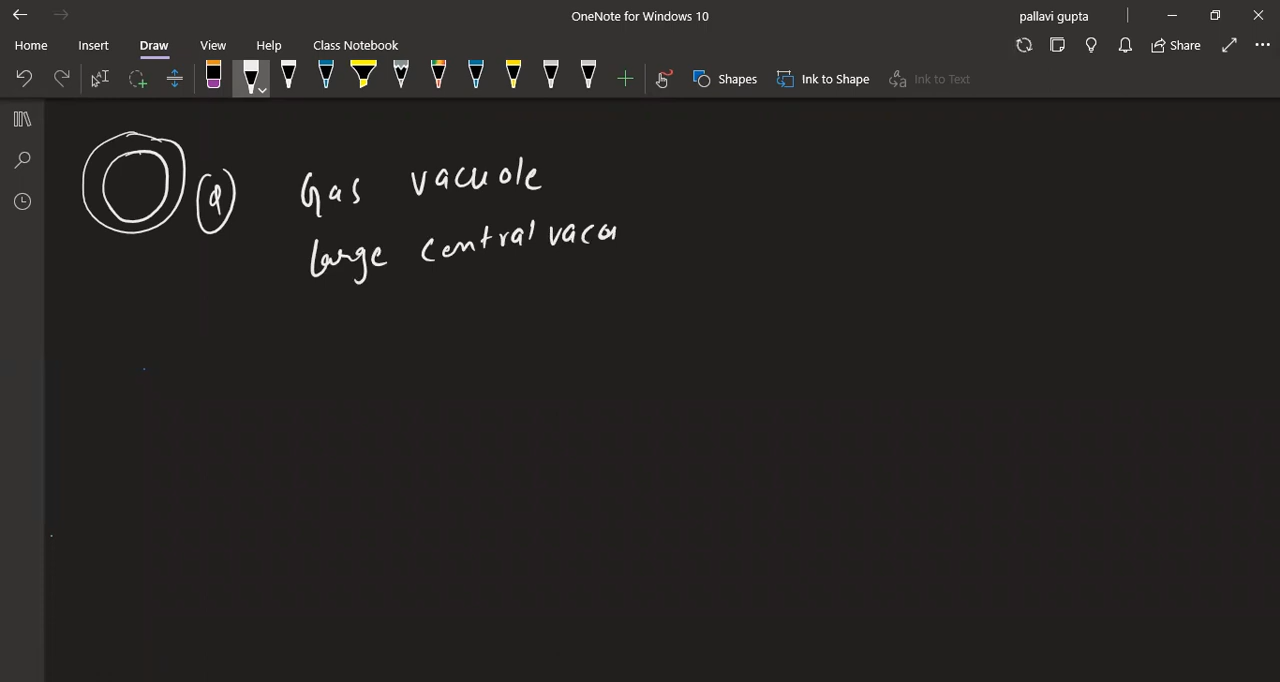 OneNote for Windows 10
pallavi gupta
Home Insert Draw View Help Class Notebook
Share
Shapes Ink to Shape Ink to Text
Gas vacuole
large central vacu